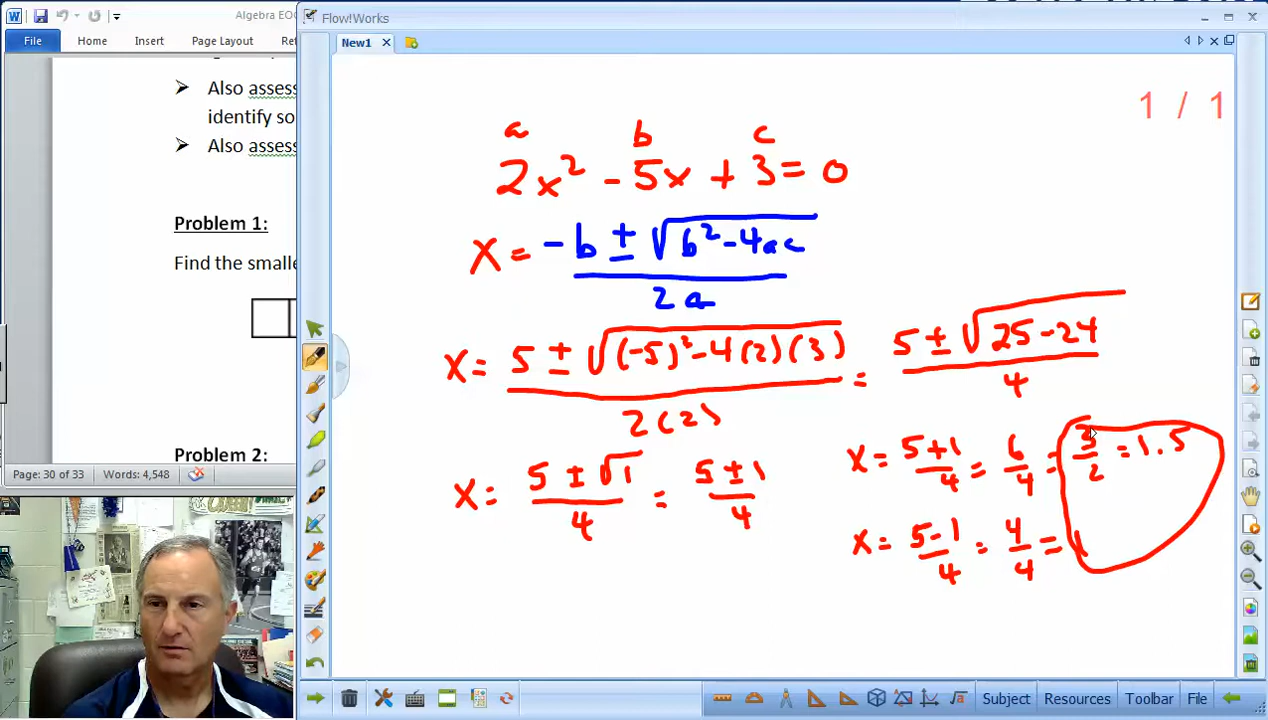 Algebra EOC
File Home Insert Page Layout
Also assess
identify so
Also assess
Problem 1:
Find the smalle
Problem 2:
Page: 30 of 33 Words: 4,548
Flow!Works
New1
1 / 1
a b c
2x² - 5x + 3 = 0
x = -b ± √(b² - 4ac)
2a
x = 5 ± √((-5)² - 4(2)(3)) = 5 ± √(25 - 24)
2(2) 4
x = 5 ± √1 / 4 = 5 ± 1 / 4
x = 5 + 1 / 4 = 6 / 4 = 3 / 2 = 1.5
x = 5 - 1 / 4 = 4 / 4 = 1
Subject Resources Toolbar File